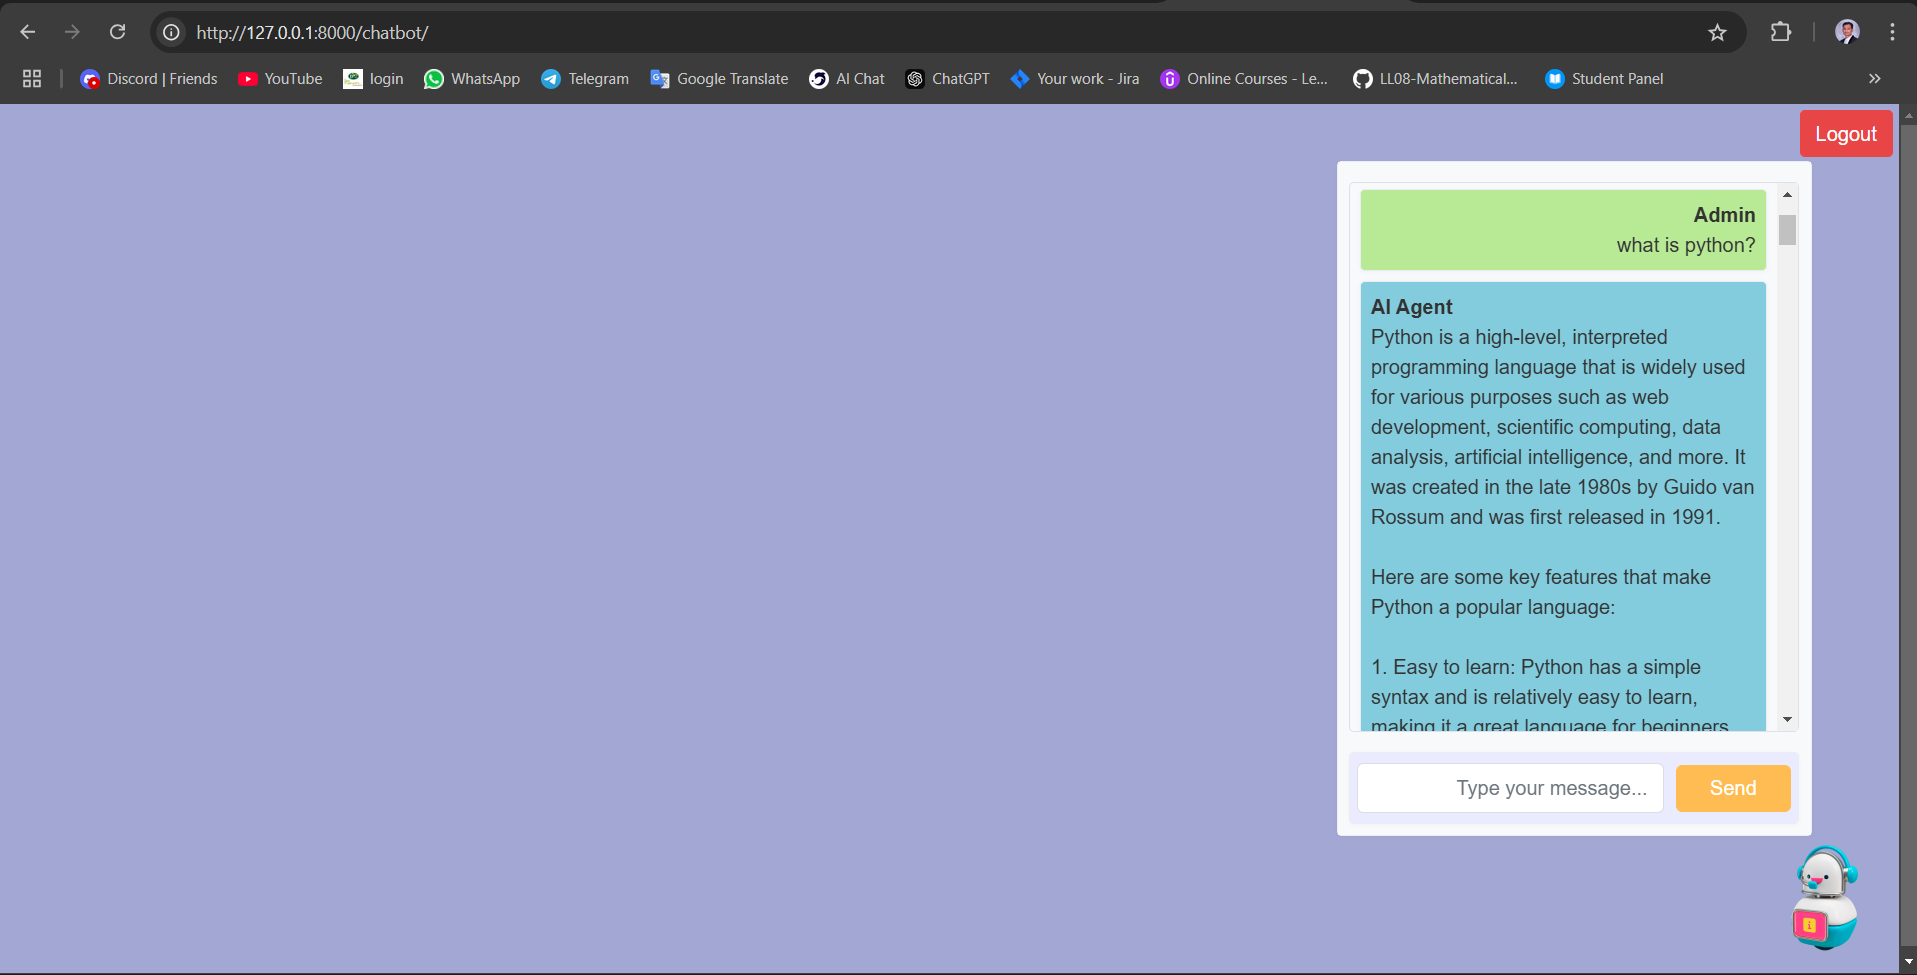 http://127.0.0.1:8000/chatbot/
Discord | Friends
YouTube
login
WhatsApp
Telegram
Google Translate
AI Chat
ChatGPT
Your work - Jira
Online Courses - Le...
LL08-Mathematical...
Student Panel
Logout
Admin
what is python?
AI Agent
Python is a high-level, interpreted
programming language that is widely used
for various purposes such as web
development, scientific computing, data
analysis, artificial intelligence, and more. It
was created in the late 1980s by Guido van
Rossum and was first released in 1991.
Here are some key features that make
Python a popular language:
1. Easy to learn: Python has a simple
syntax and is relatively easy to learn,
making it a great language for beginners
Type your message...
Send